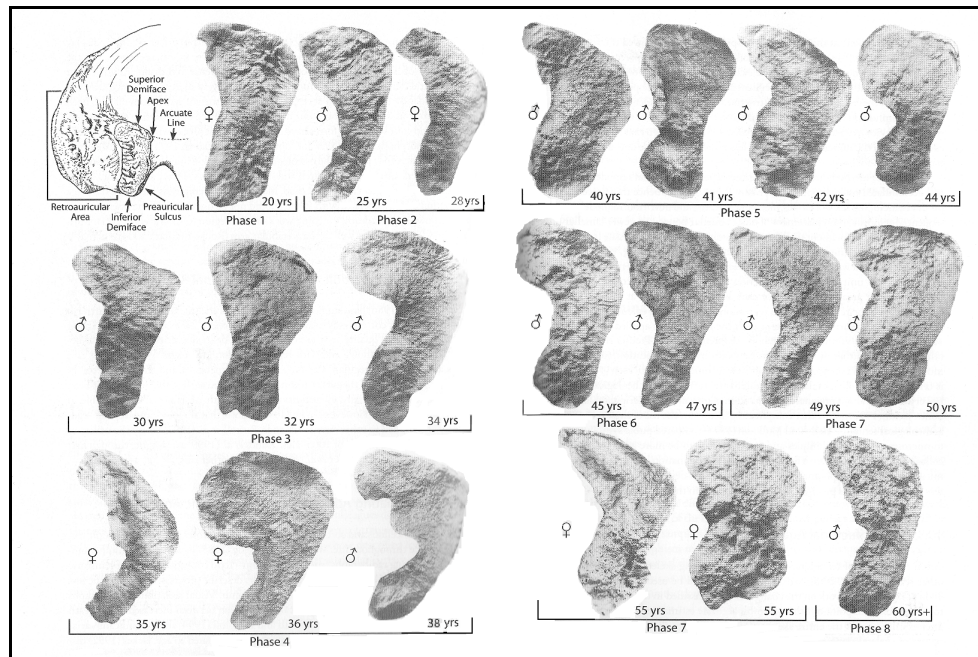 Superior
Demiface
Apex
Arcuate
Line
Retroauricular
Area
Inferior
Demiface
Preauricular
Sulcus
♀
20 yrs
Phase 1
♂
25 yrs
♀
28 yrs
Phase 2
♂
30 yrs
♂
32 yrs
♂
34 yrs
Phase 3
♀
35 yrs
♀
36 yrs
♂
38 yrs
Phase 4
♂
40 yrs
♂
41 yrs
♂
42 yrs
♂
44 yrs
Phase 5
♂
45 yrs
♂
47 yrs
Phase 6
♂
49 yrs
♂
50 yrs
Phase 7
♀
55 yrs
♀
55 yrs
Phase 7
♂
60 yrs+
Phase 8